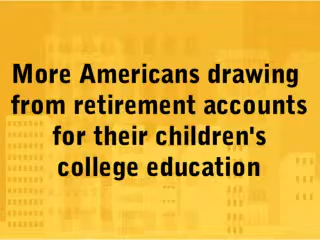 More Americans drawing
from retirement accounts
for their children's
college education